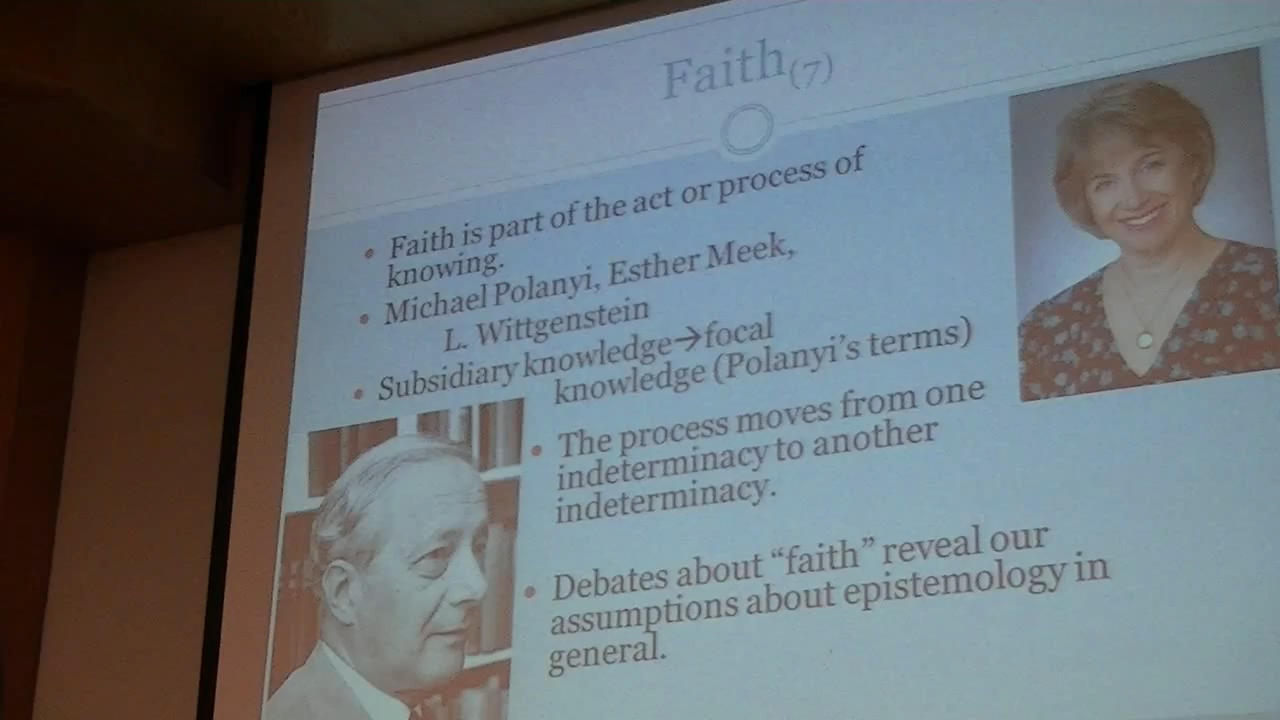 Faith(7)
• Faith is part of the act or process of
knowing.
• Michael Polanyi, Esther Meek,
L. Wittgenstein
• Subsidiary knowledge→focal
knowledge (Polanyi's terms)
• The process moves from one
indeterminacy to another
indeterminacy.
• Debates about “faith” reveal our
assumptions about epistemology in
general.